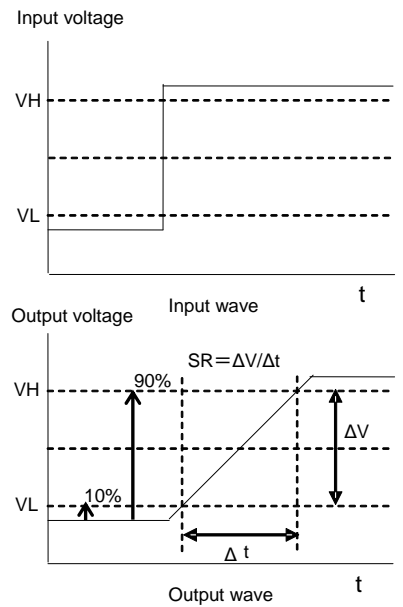 Input voltage
VH
VL
t
Input wave
Output voltage
SR=ΔV/Δt
VH
90%
ΔV
VL
10%
Δ t
t
Output wave